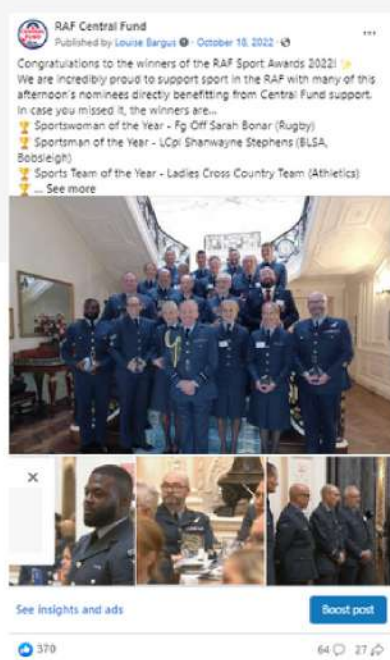 RAF Central Fund
Published by Louise Bargus · October 18, 2022 ·
Congratulations to the winners of the RAF Sport Awards 2022! ✨
We are incredibly proud to support sport in the RAF with many of this
afternoon's nominees directly benefitting from Central Fund support.
In case you missed it, the winners are...
🏆 Sportswoman of the Year - Fg Off Sarah Bonar (Rugby)
🏆 Sportsman of the Year - LCpl Shanwayne Stephens (BLSA,
Bobsleigh)
🏆 Sports Team of the Year - Ladies Cross Country Team (Athletics)
🏆 ... See more
See insights and ads
Boost post
370
64 27